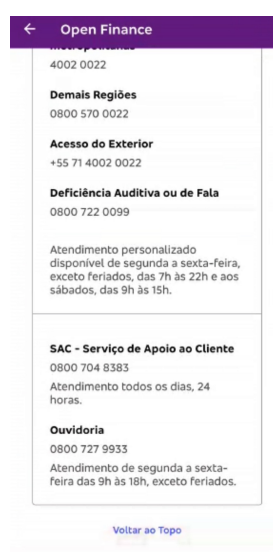 Open Finance
4002 0022
Demais Regiões
0800 570 0022
Acesso do Exterior
+55 71 4002 0022
Deficiência Auditiva ou de Fala
0800 722 0099
Atendimento personalizado
disponível de segunda a sexta-feira,
exceto feriados, das 7h às 22h e aos
sábados, das 9h às 15h.
SAC - Serviço de Apoio ao Cliente
0800 704 8383
Atendimento todos os dias, 24
horas.
Ouvidoria
0800 727 9933
Atendimento de segunda a sexta-
feira das 9h às 18h, exceto feriados.
Voltar ao Topo